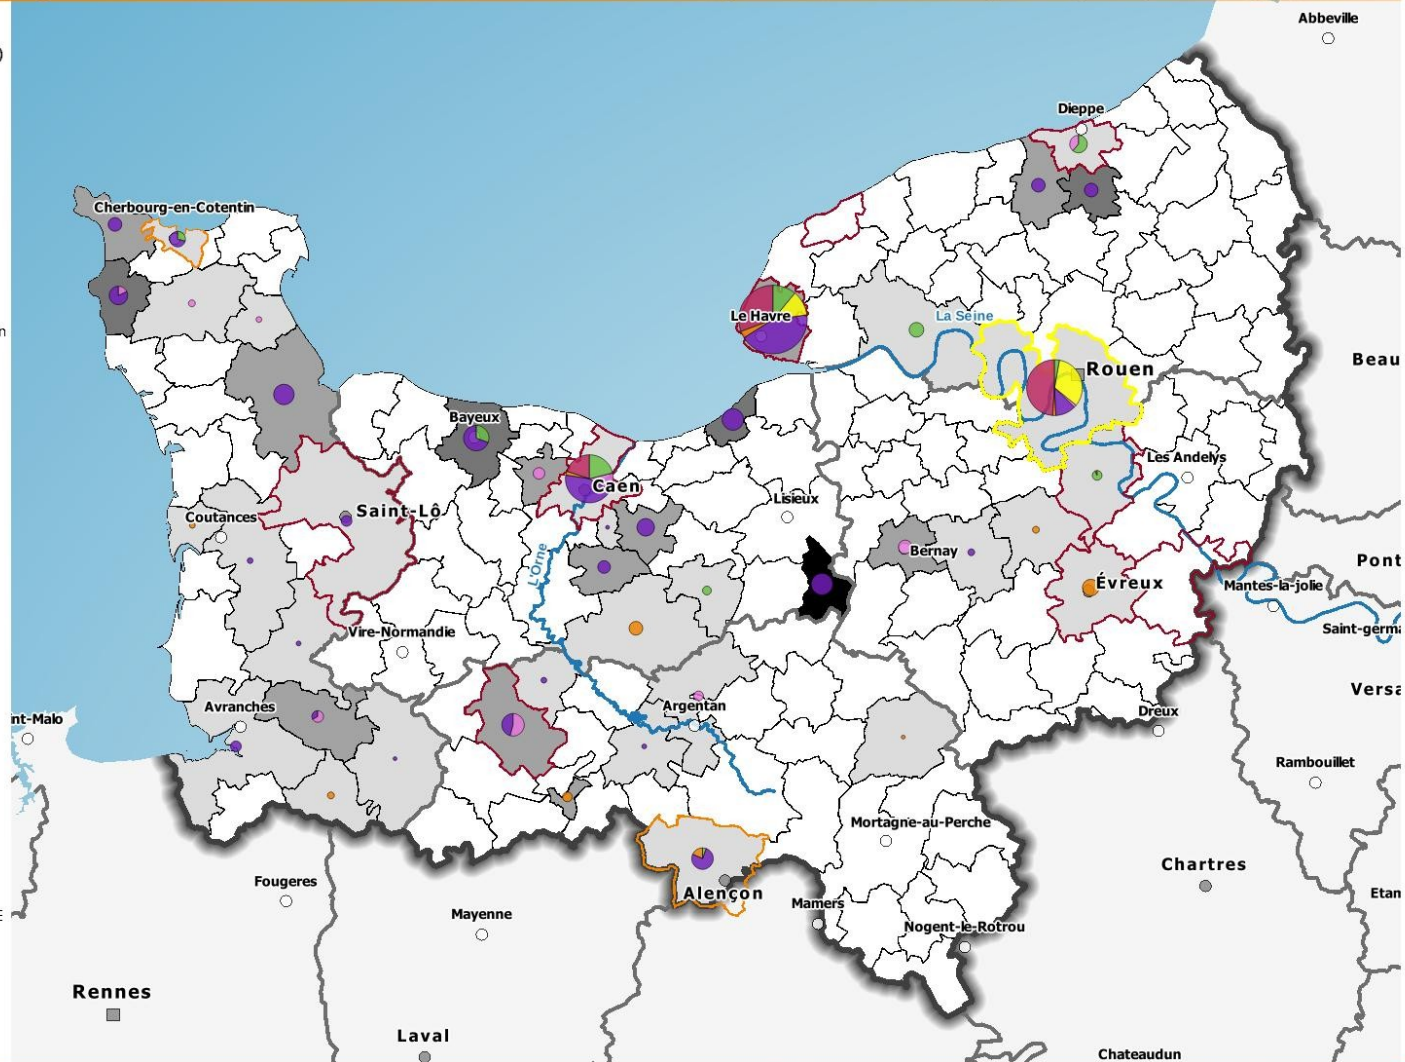 Abbeville
Dieppe
Cherbourg-en-Cotentin
Le Havre
La Seine
Rouen
Beau
Bayeux
Les Andelys
Caen
Lisieux
Saint-Lô
Coutances
L'Orne
Bernay
Pont
Évreux
Mantes-la-jolie
Saint-germa
Vire-Normandie
Versa
Avranches
Argentan
Dreux
nt-Malo
Rambouillet
Mortagne-au-Perche
Chartres
Fougeres
Alençon
Etan
Mamers
Mayenne
Nogent-le-Rotrou
Rennes
Laval
Chateaudun